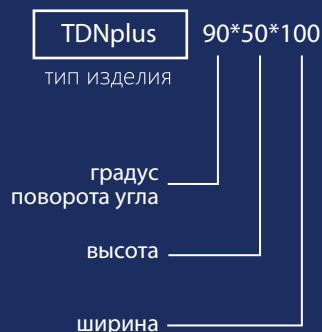 TDNplus 90*50*100
тип изделия
градус
поворота угла
высота
ширина